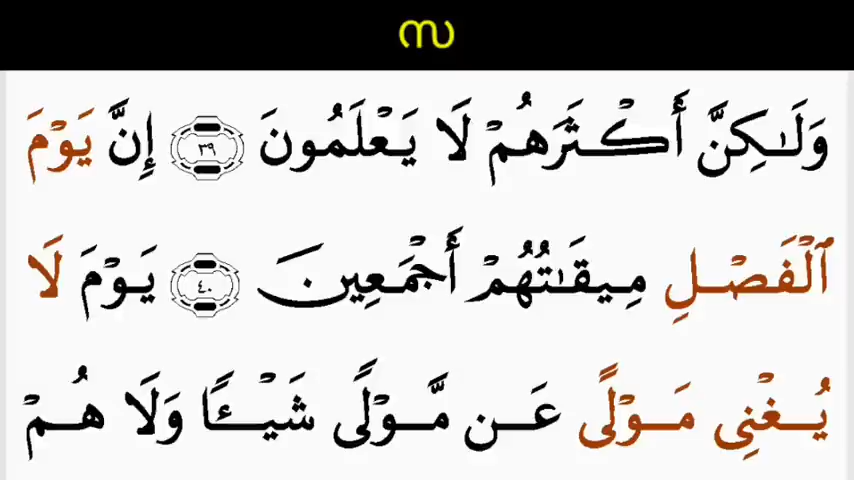 സ
وَلَـٰكِنَّ أَكْثَرَهُمْ لَا يَعْلَمُونَ ٣٩ إِنَّ يَوْمَ
ٱلْفَصْلِ مِيقَـٰتُهُمْ أَجْمَعِينَ ٤٠ يَوْمَ لَا
يُغْنِى مَوْلًى عَن مَّوْلًى شَيْـًٔا وَلَا هُمْ